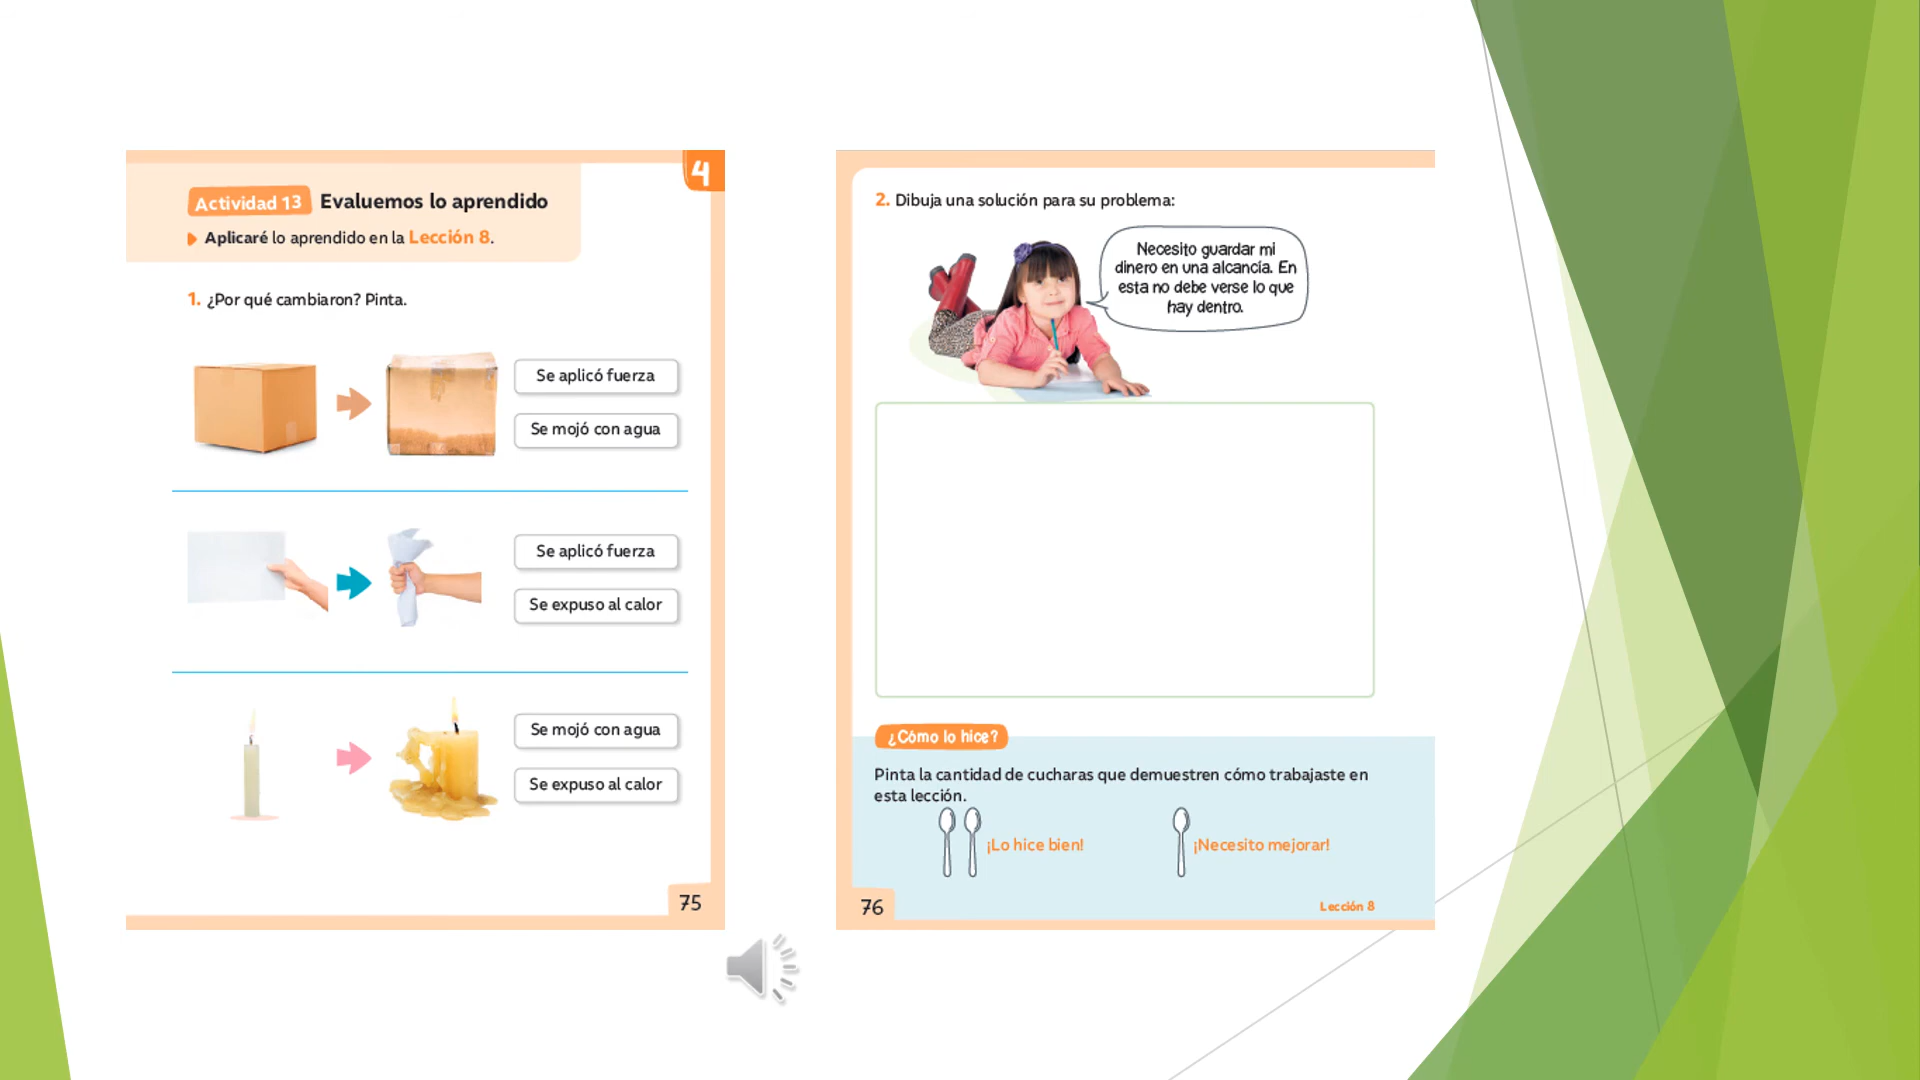 4
Actividad 13 Evaluemos lo aprendido
Aplicaré lo aprendido en la Lección 8.
1. ¿Por qué cambiaron? Pinta.
Se aplicó fuerza
Se mojó con agua
Se aplicó fuerza
Se expuso al calor
Se mojó con agua
Se expuso al calor
75
2. Dibuja una solución para su problema:
Necesito guardar mi
dinero en una alcancía. En
esta no debe verse lo que
hay dentro.
¿Cómo lo hice?
Pinta la cantidad de cucharas que demuestren cómo trabajaste en
esta lección.
¡Lo hice bien!
¡Necesito mejorar!
76
Lección 8